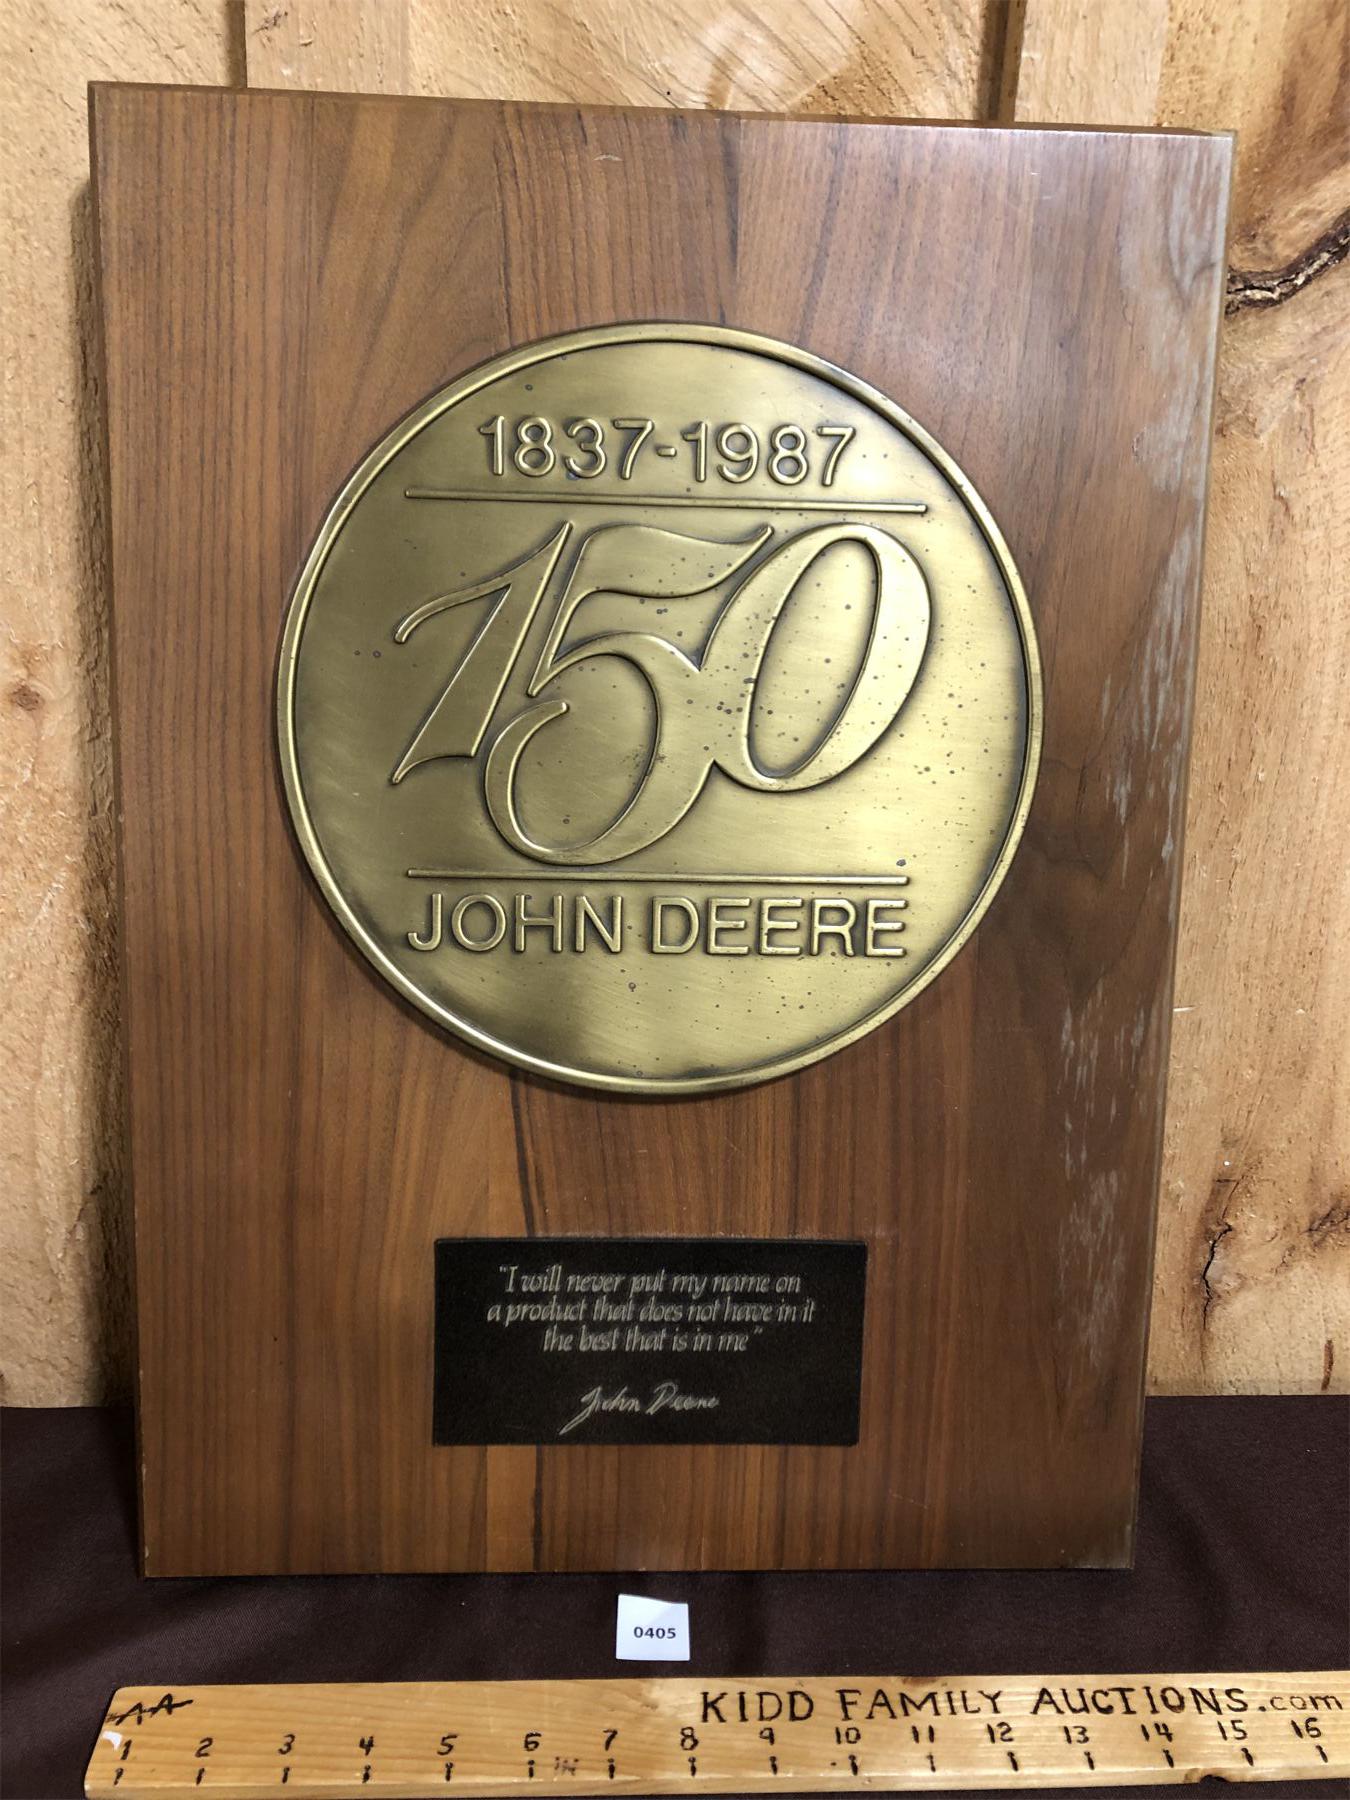 1837-1987
150
JOHN DEERE
"I will never put my name on
a product that does not have in it
the best that is in me"
John Deere
0405
AA
KIDD FAMILY AUCTIONS.com
1 2 3 4 5 6 7 8 9 10 11 12 13 14 15 16
IN